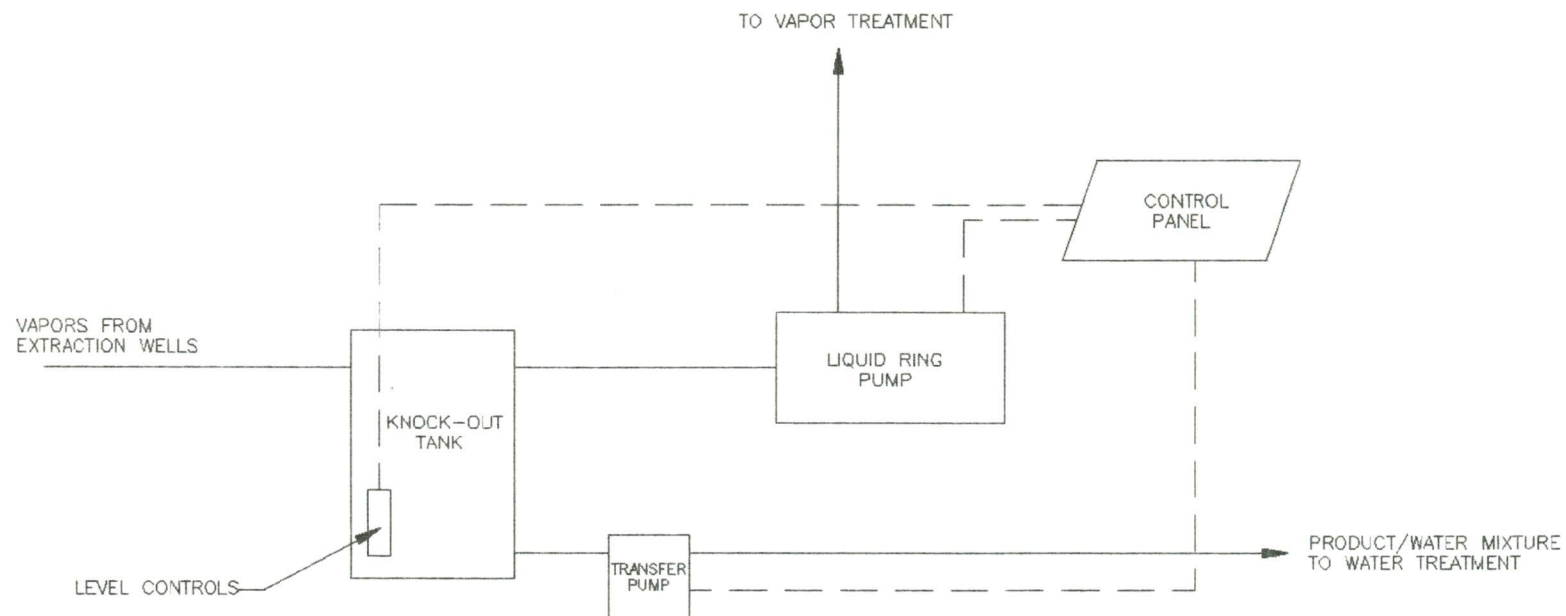 TO VAPOR TREATMENT
CONTROL
PANEL
VAPORS FROM
EXTRACTION WELLS
LIQUID RING
PUMP
KNOCK-OUT
TANK
PRODUCT/WATER MIXTURE
TO WATER TREATMENT
TRANSFER
PUMP
LEVEL CONTROLS